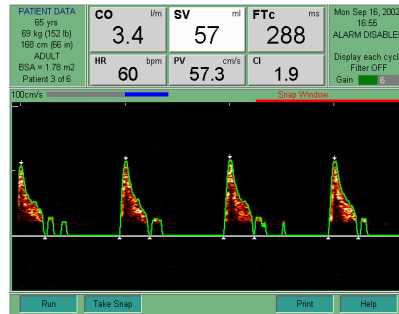 PATIENT DATA
65 yrs
69 kg (152 lb)
168 cm (66 in)
ADULT
BSA = 1.78 m2
Patient 3 of 6
CO l/m
3.4
SV ml
57
FTc ms
288
HR bpm
60
PV cm/s
57.3
CI
1.9
Mon Sep 16, 2002
16:55
ALARM DISABLE
Display each cycl
Filter OFF
Gain 6
100cm/s
Snap Window
Run
Take Snap
Print
Help